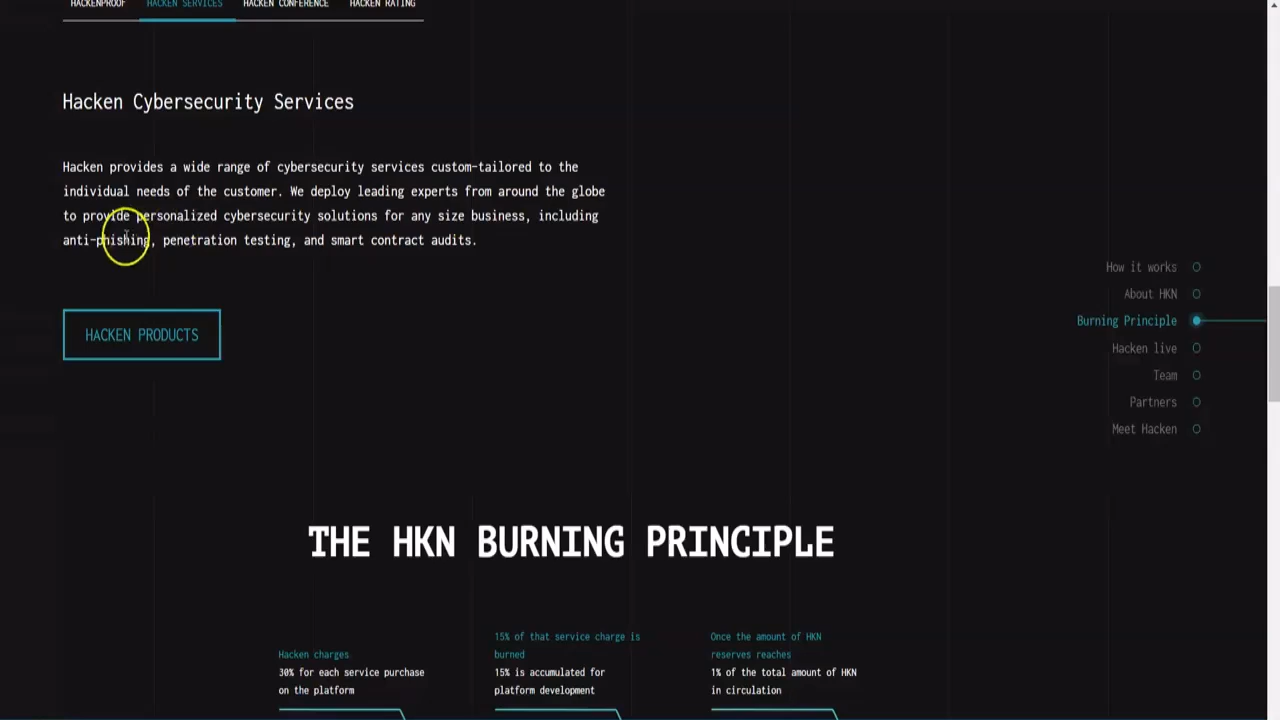 HACKENPROOF HACKEN SERVICES HACKEN CONFERENCE HACKEN RATING
Hacken Cybersecurity Services
Hacken provides a wide range of cybersecurity services custom-tailored to the
individual needs of the customer. We deploy leading experts from around the globe
to provide personalized cybersecurity solutions for any size business, including
anti-phishing, penetration testing, and smart contract audits.
HACKEN PRODUCTS
How it works
About HKN
Burning Principle
Hacken live
Team
Partners
Meet Hacken
THE HKN BURNING PRINCIPLE
Hacken charges
30% for each service purchase
on the platform
15% of that service charge is
burned
15% is accumulated for
platform development
Once the amount of HKN
reserves reaches
1% of the total amount of HKN
in circulation